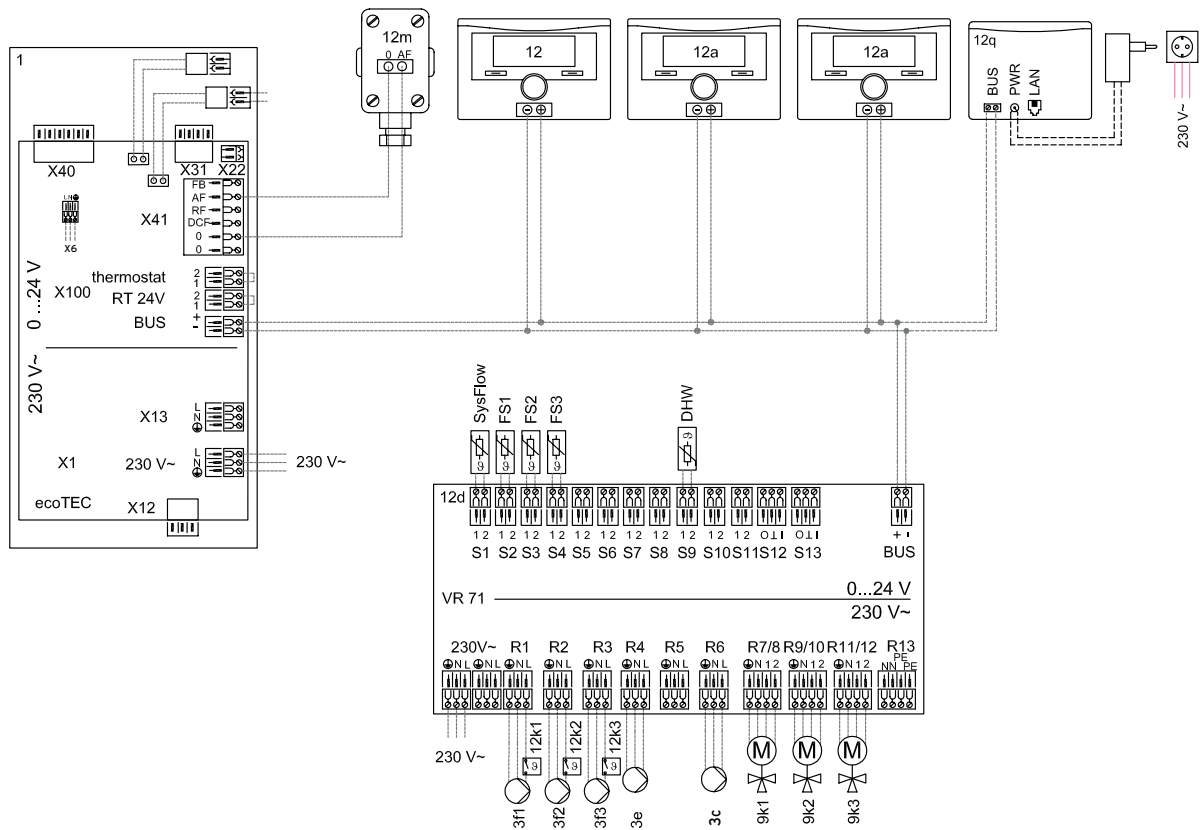 1
12m
0 AF
12
12a
12a
12q
BUS
PWR
LAN
230 V~
X40
X31
X22
L N
X6
X41
FB
AF
RF
DCF
0
0
0 ...24 V
X100
thermostat
2
1
RT 24V
2
1
BUS
+
-
230 V~
X13
L
N
X1
230 V~
L
N
230 V~
ecoTEC
X12
SysFlow
FS1
FS2
FS3
DHW
12d
1 2 1 2 1 2 1 2 1 2 1 2 1 2 1 2 1 2 1 2 1 2
S1 S2 S3 S4 S5 S6 S7 S8 S9 S10 S11 S12 S13
+ -
BUS
VR 71
0...24 V
230 V~
230V~ R1 R2 R3 R4 R5 R6 R7/8 R9/10 R11/12 R13
N L N L N L N L N L N L N L N L N 1 2 N 1 2 N 1 2 NN PE PE
230 V~
12k1
12k2
12k3
3f1
3f2
3f3
3e
3c
M
M
M
9k1
9k2
9k3